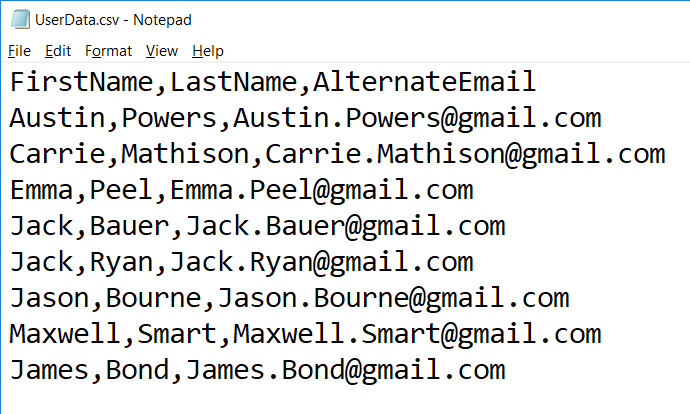 UserData.csv - Notepad
File Edit Format View Help
FirstName,LastName,AlternateEmail
Austin,Powers,Austin.Powers@gmail.com
Carrie,Mathison,Carrie.Mathison@gmail.com
Emma,Peel,Emma.Peel@gmail.com
Jack,Bauer,Jack.Bauer@gmail.com
Jack,Ryan,Jack.Ryan@gmail.com
Jason,Bourne,Jason.Bourne@gmail.com
Maxwell,Smart,Maxwell.Smart@gmail.com
James,Bond,James.Bond@gmail.com